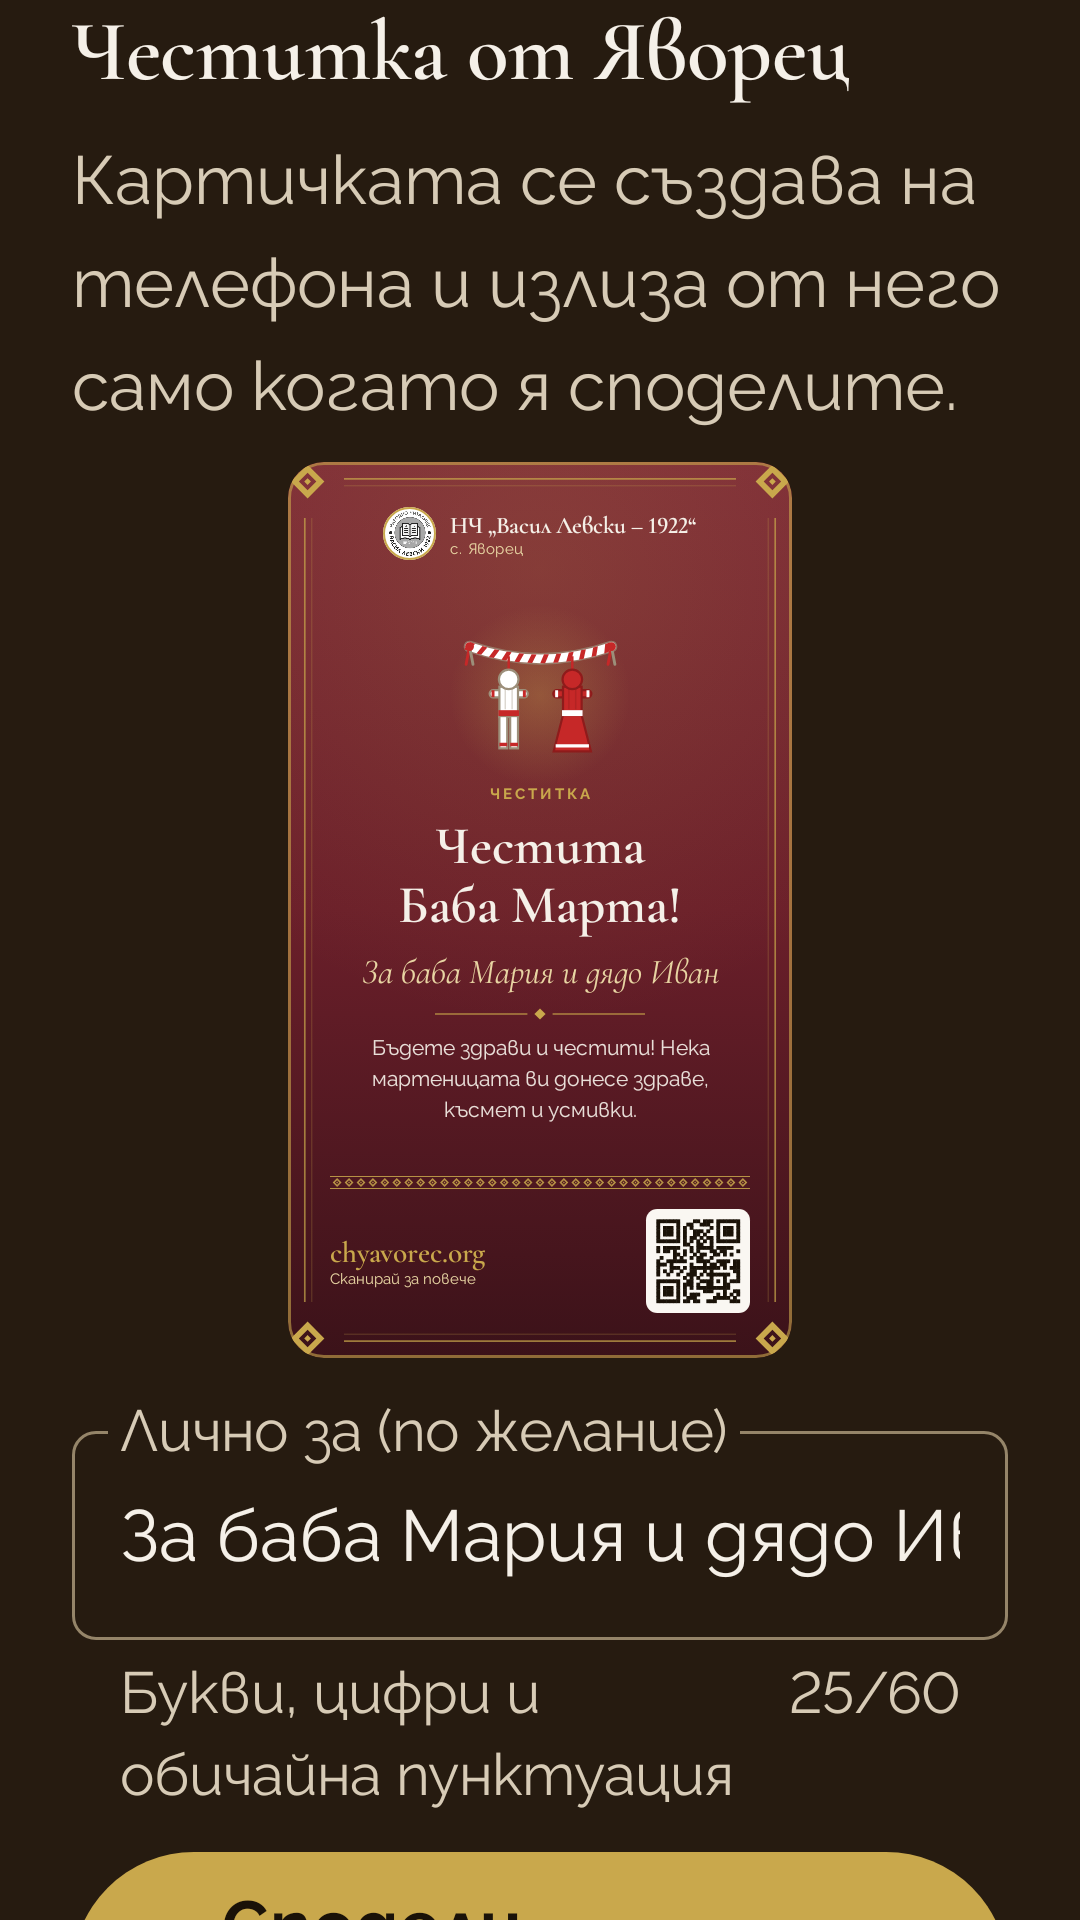 Честитка от Яворец
Картичката се създава на
телефона и излиза от него
само когато я споделите.
НЧ „Васил Левски – 1922“
с. Яворец
ЧЕСТИТКА
Честита
Баба Марта!
За баба Мария и дядо Иван
Бъдете здрави и честити! Нека
мартеницата ви донесе здраве,
късмет и усмивки.
chyavorec.org
Сканирай за повече
Лично за (по желание)
За баба Мария и дядо
Букви, цифри и
25/60
обичайна пунктуация